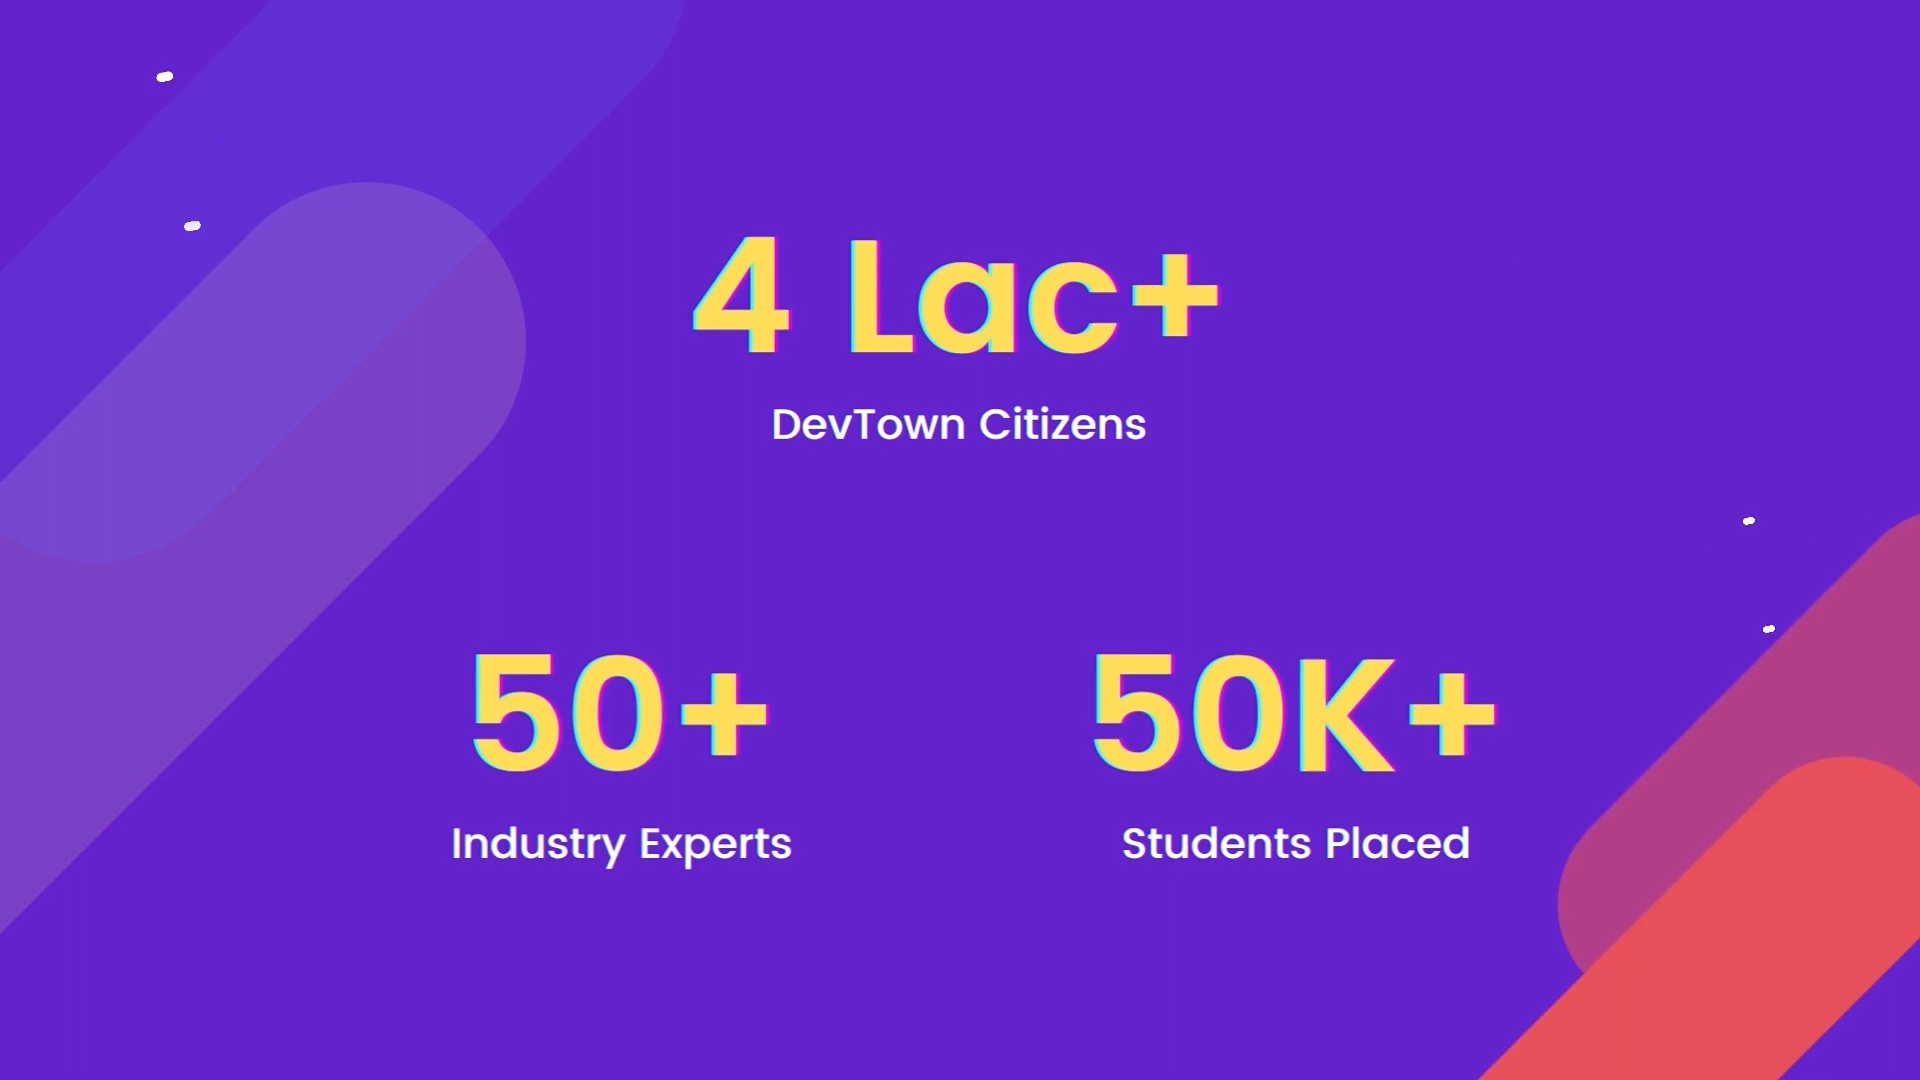 4 Lac+
DevTown Citizens
50+
Industry Experts
50K+
Students Placed